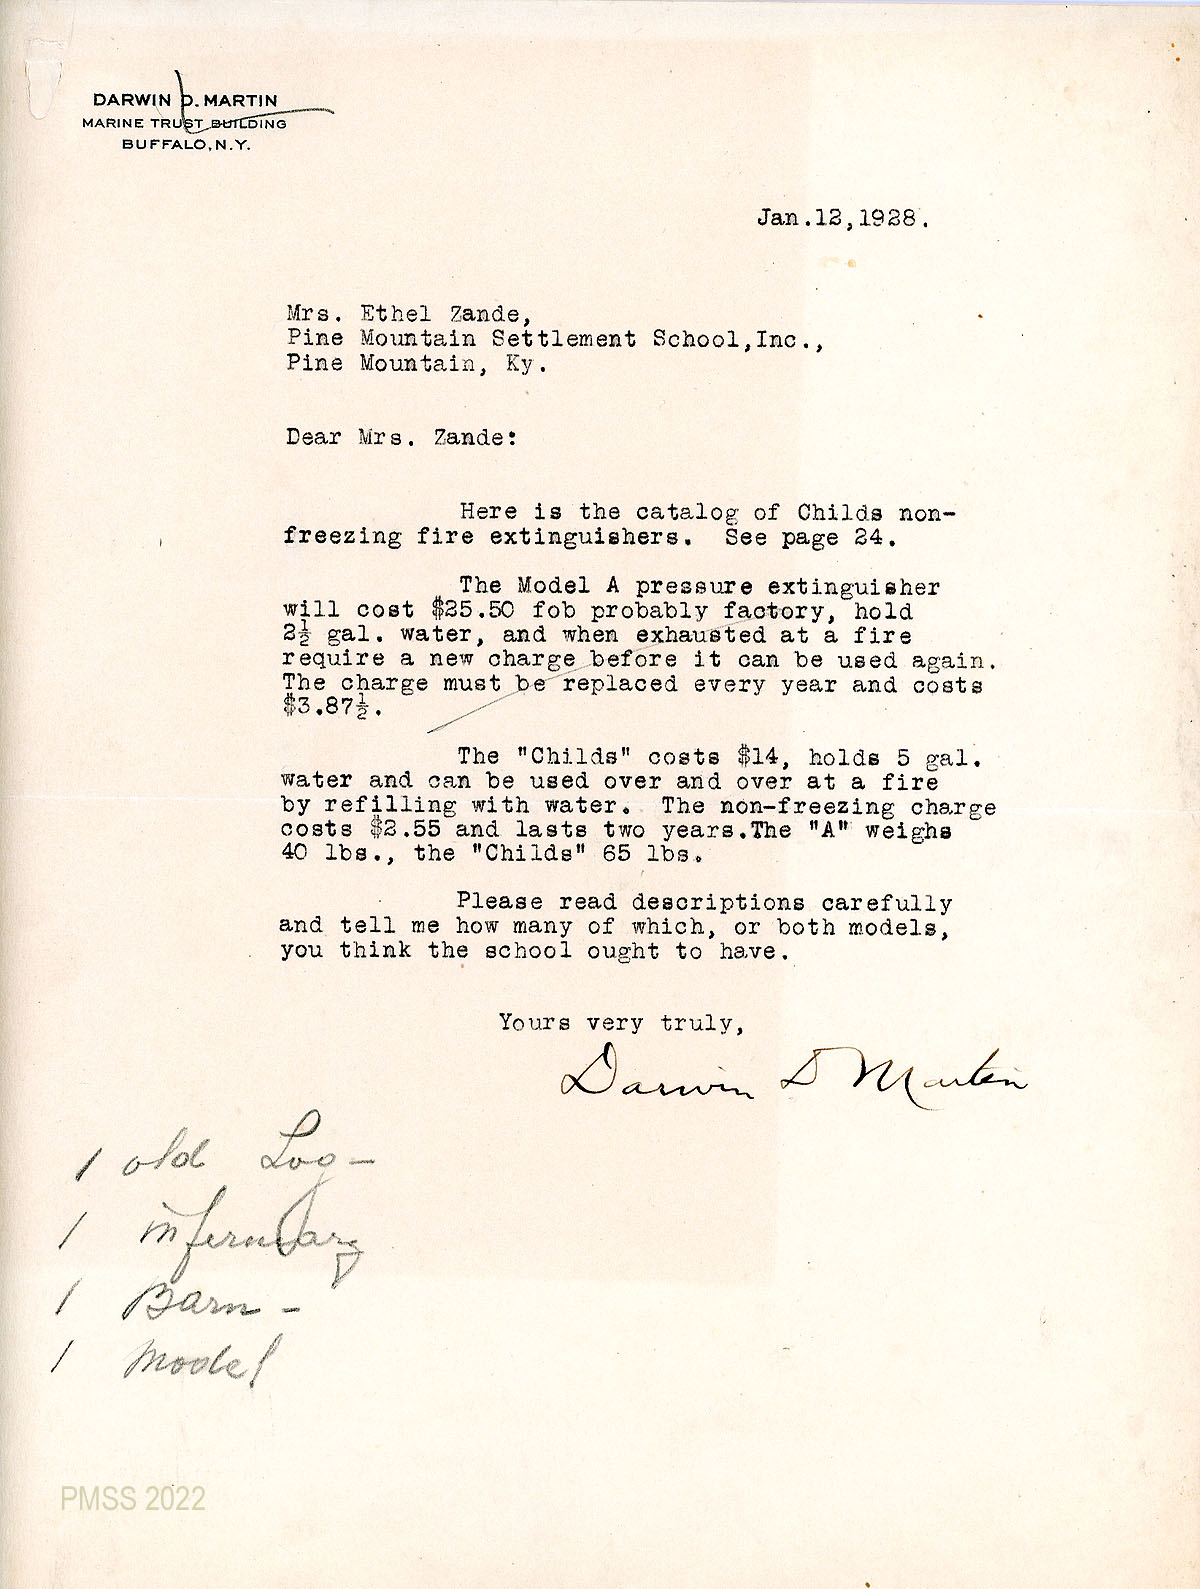 DARWIN D. MARTIN
MARINE TRUST BUILDING
BUFFALO, N.Y.
Jan.12,1928.
Mrs. Ethel Zande,
Pine Mountain Settlement School,Inc.,
Pine Mountain, Ky.
Dear Mrs. Zande:
Here is the catalog of Childs non-
freezing fire extinguishers. See page 24.
The Model A pressure extinguisher
will cost $25.50 fob probably factory, hold
2½ gal. water, and when exhausted at a fire
require a new charge before it can be used again.
The charge must be replaced every year and costs
$3.87½.
The "Childs" costs $14, holds 5 gal.
water and can be used over and over at a fire
by refilling with water. The non-freezing charge
costs $2.55 and lasts two years.The "A" weighs
40 lbs., the "Childs" 65 lbs.
Please read descriptions carefully
and tell me how many of which, or both models,
you think the school ought to have.
Yours very truly,
Darwin D Martin
1 old Log-
1 infermary
1 Barn -
1 Model
PMSS 2022